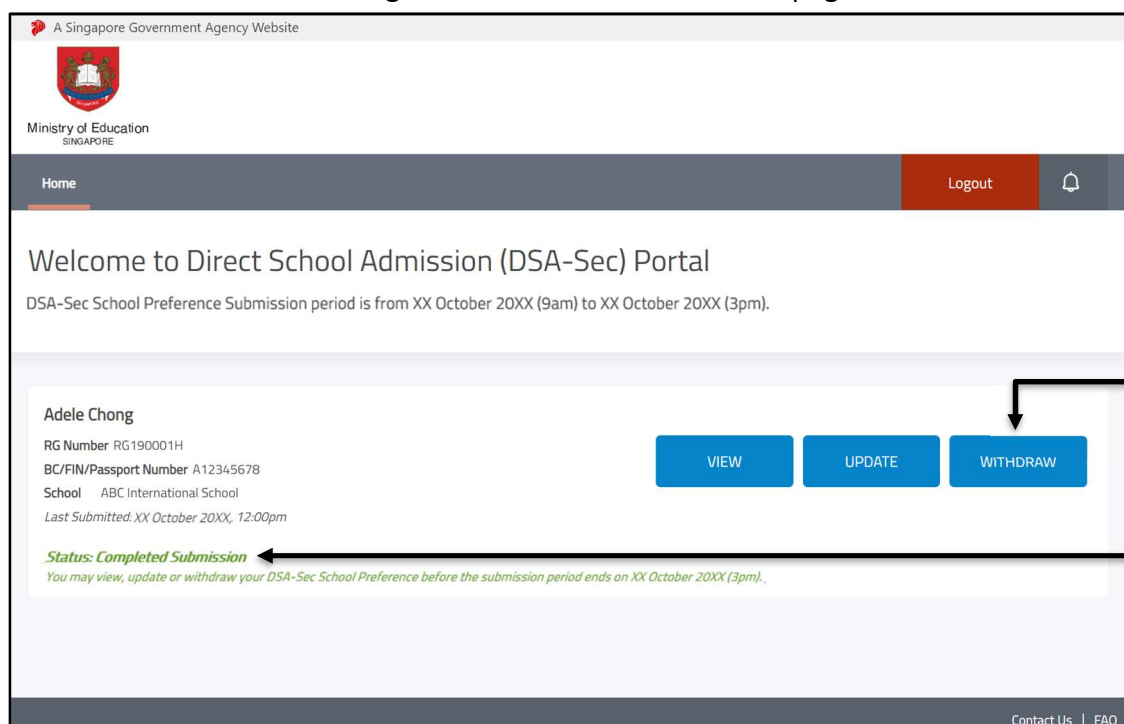 A Singapore Government Agency Website
Ministry of Education
SINGAPORE
Home
Logout
Welcome to Direct School Admission (DSA-Sec) Portal
DSA-Sec School Preference Submission period is from XX October 20XX (9am) to XX October 20XX (3pm).
Adele Chong
RG Number RG190001H
BC/FIN/Passport Number A12345678
School ABC International School
Last Submitted: XX October 20XX, 12:00pm
VIEW
UPDATE
WITHDRAW
Status: Completed Submission
You may view, update or withdraw your DSA-Sec School Preference before the submission period ends on XX October 20XX (3pm).
Contact Us | FAQ